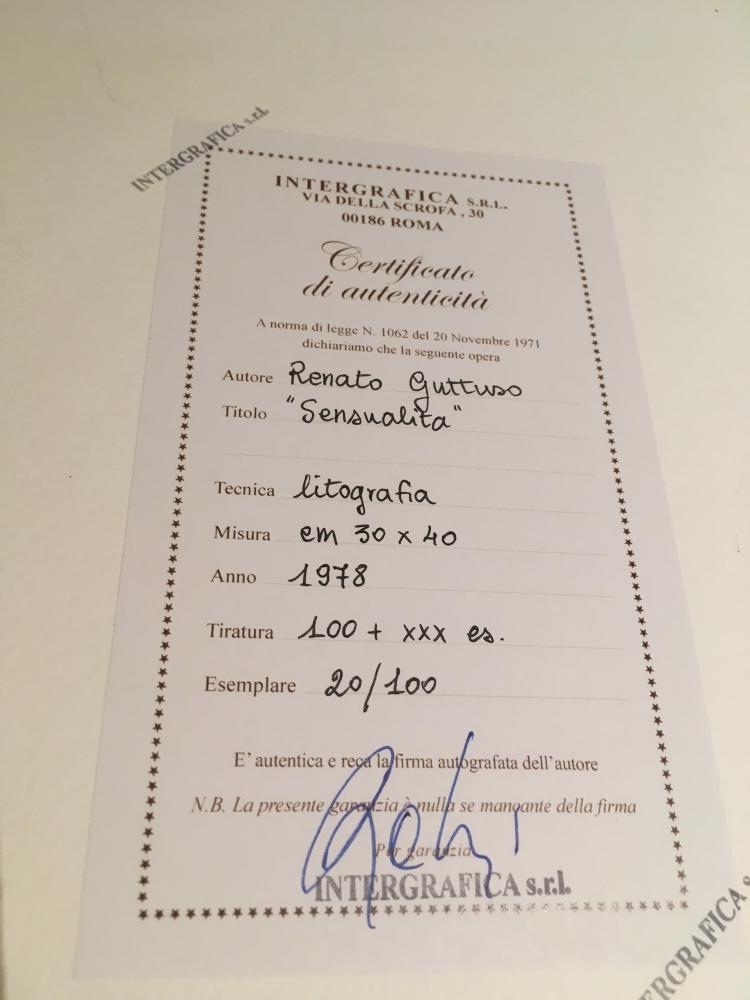 INTERGRAFICA s.r.l.
INTERGRAFICA S.R.L.
VIA DELLA SCROFA , 30
00186 ROMA
Certificato
di autenticità
A norma di legge N. 1062 del 20 Novembre 1971
dichiariamo che la seguente opera
Autore Renato Guttuso
Titolo "Sensualita"
Tecnica litografia
Misura em 30 x 40
Anno 1978
Tiratura 100 + xxx es.
Esemplare 20/100
E' autentica e reca la firma autografata dell'autore
N.B. La presente garanzia è nulla se mancante della firma
Per garanzia
INTERGRAFICA s.r.l.
ERGRAFICA s.